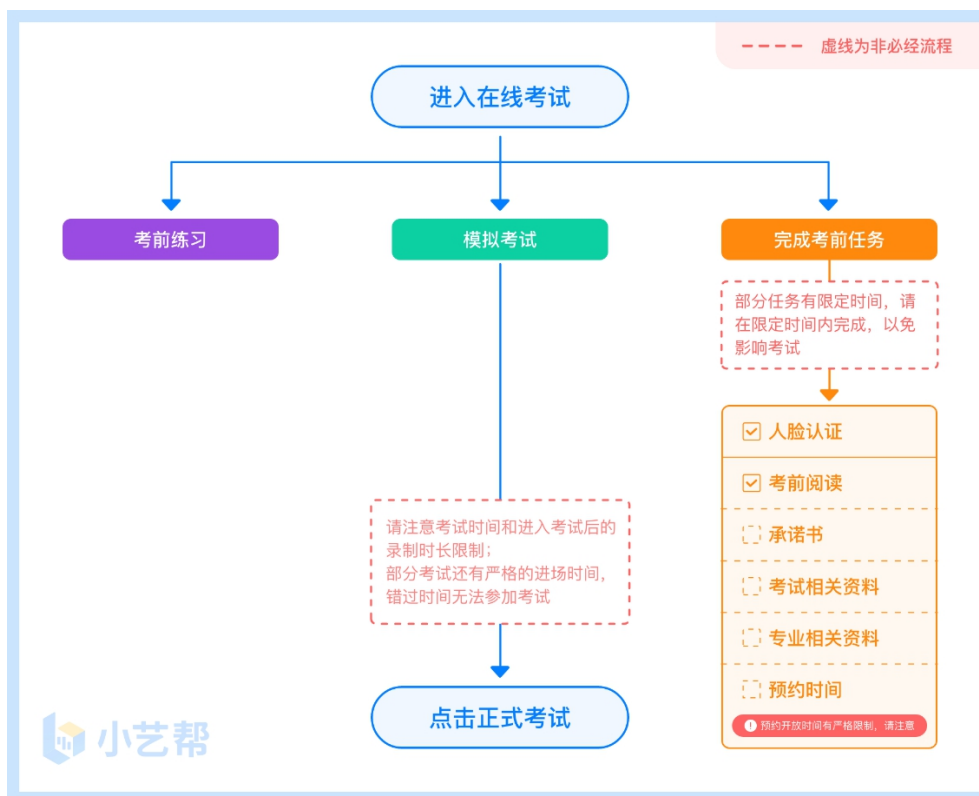 虚线为非必经流程
进入在线考试
考前练习
模拟考试
完成考前任务
部分任务有限定时间，请
在限定时间内完成，以免
影响考试
人脸认证
考前阅读
承诺书
考试相关资料
专业相关资料
预约时间
预约开放时间有严格限制，请注意
请注意考试时间和进入考试后的
录制时长限制；
部分考试还有严格的进场时间，
错过时间无法参加考试
点击正式考试
小艺帮